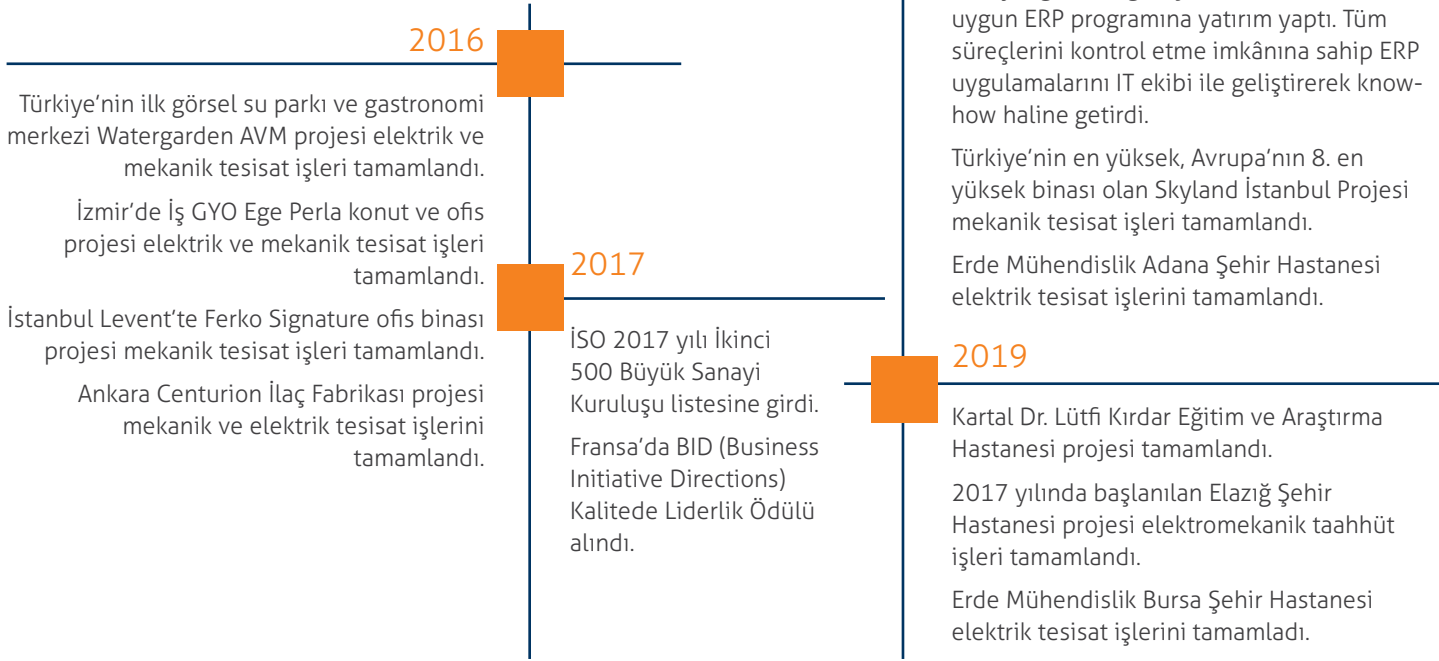 2016
Türkiye’nin ilk görsel su parkı ve gastronomi
merkezi Watergarden AVM projesi elektrik ve
mekanik tesisat işleri tamamlandı.
İzmir’de İş GYO Ege Perla konut ve ofis
projesi elektrik ve mekanik tesisat işleri
tamamlandı.
İstanbul Levent’te Ferko Signature ofis binası
projesi mekanik tesisat işleri tamamlandı.
Ankara Centurion İlaç Fabrikası projesi
mekanik ve elektrik tesisat işlerini
tamamlandı.
2017
İSO 2017 yılı İkinci
500 Büyük Sanayi
Kuruluşu listesine girdi.
Fransa’da BID (Business
Initiative Directions)
Kalitede Liderlik Ödülü
alındı.
uygun ERP programına yatırım yaptı. Tüm
süreçlerini kontrol etme imkânına sahip ERP
uygulamalarını IT ekibi ile geliştirerek know-
how haline getirdi.
Türkiye’nin en yüksek, Avrupa’nın 8. en
yüksek binası olan Skyland İstanbul Projesi
mekanik tesisat işleri tamamlandı.
Erde Mühendislik Adana Şehir Hastanesi
elektrik tesisat işlerini tamamlandı.
2019
Kartal Dr. Lütfi Kırdar Eğitim ve Araştırma
Hastanesi projesi tamamlandı.
2017 yılında başlanılan Elazığ Şehir
Hastanesi projesi elektromekanik taahhüt
işleri tamamlandı.
Erde Mühendislik Bursa Şehir Hastanesi
elektrik tesisat işlerini tamamladı.